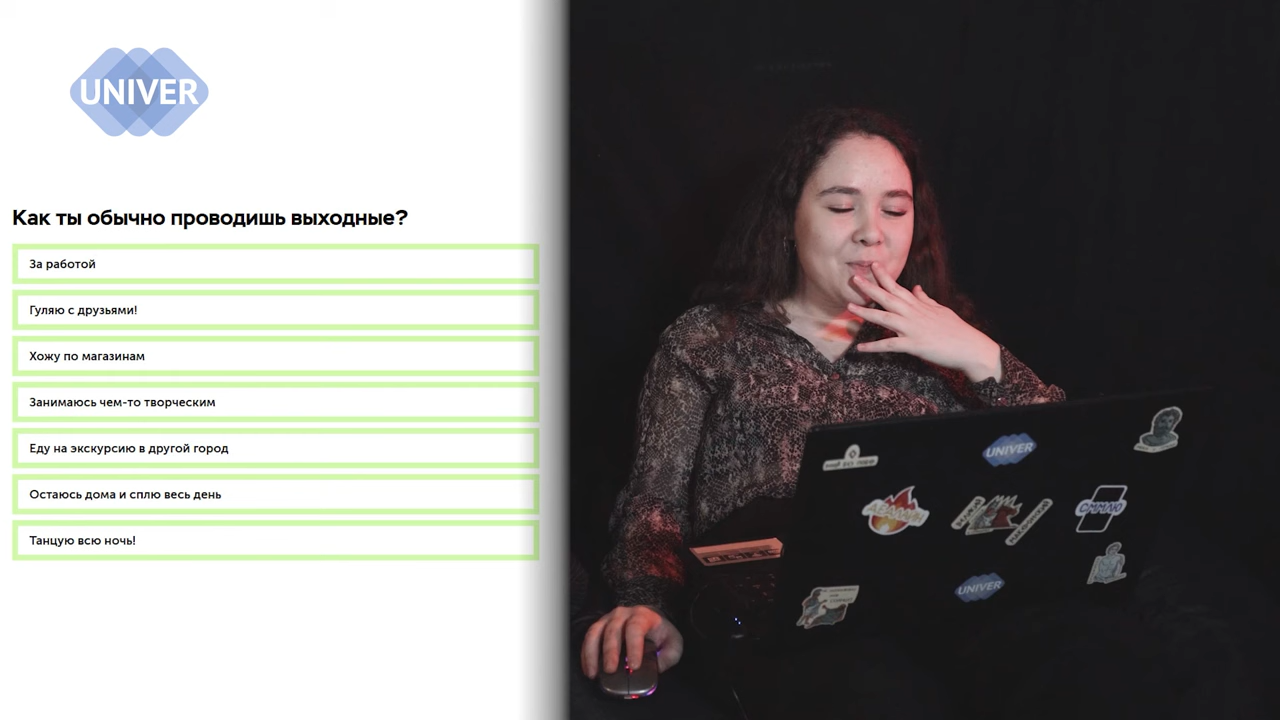 UNIVER
Как ты обычно проводишь выходные?
За работой
Гуляю с друзьями!
Хожу по магазинам
Занимаюсь чем-то творческим
Еду на экскурсию в другой город
Остаюсь дома и сплю весь день
Танцую всю ночь!
UNIVER
СММЛЮ
UNIVER